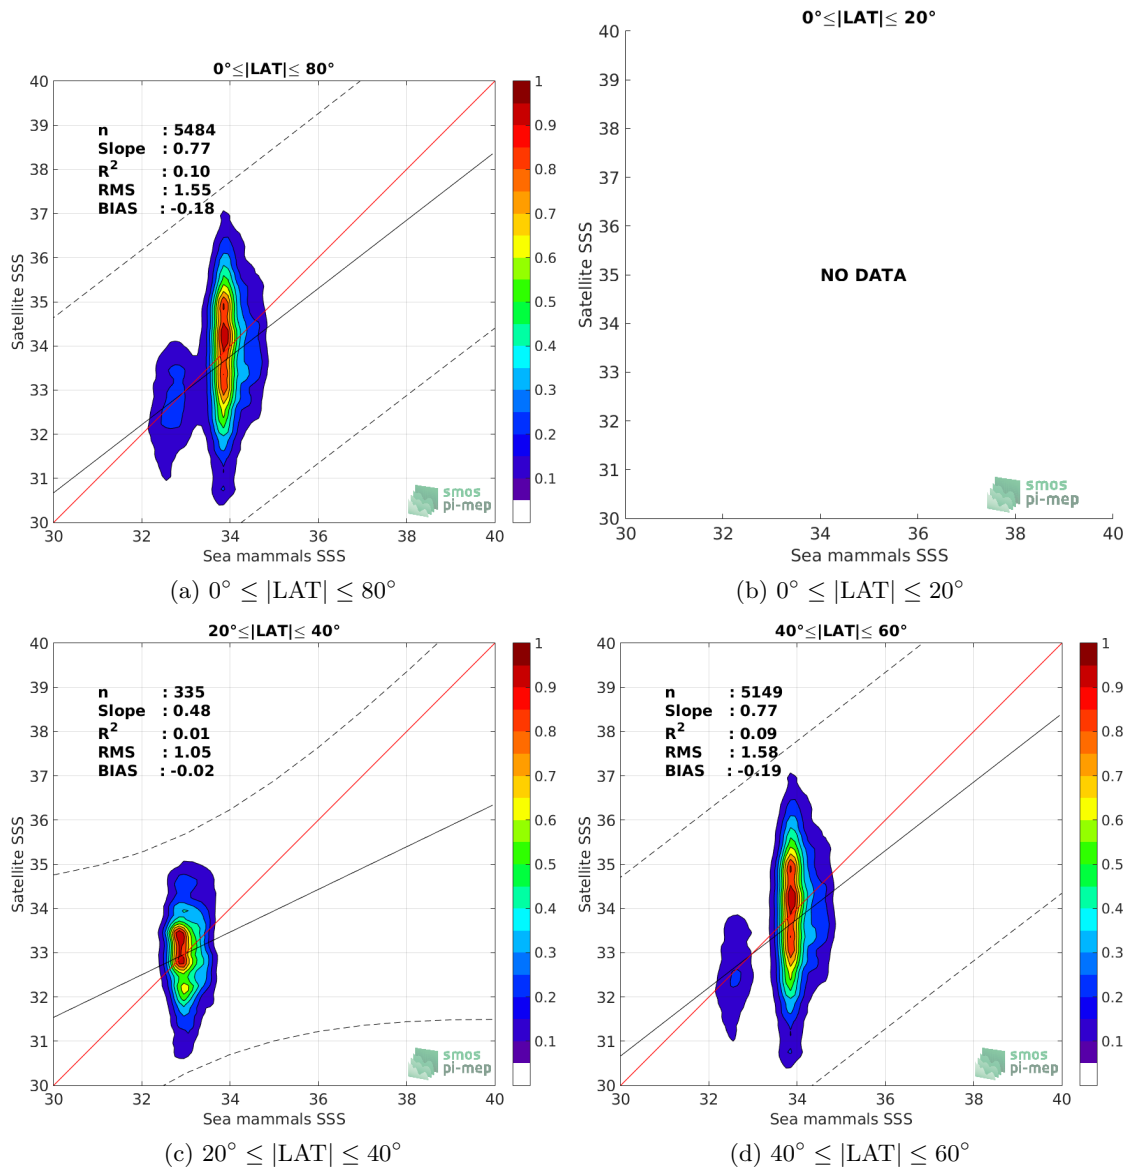 0°≤|LAT|≤ 80°
40
39
38
37
36
35
34
33
32
31
30
Satellite SSS
n : 5484
Slope : 0.77
R2 : 0.10
RMS : 1.55
BIAS : -0.18
1
0.9
0.8
0.7
0.6
0.5
0.4
0.3
0.2
0.1
smos
pi-mep
30 32 34 36 38 40
Sea mammals SSS
(a) 0° ≤ |LAT| ≤ 80°
0°≤|LAT|≤ 20°
40
39
38
37
36
35
34
33
32
31
30
Satellite SSS
NO DATA
smos
pi-mep
30 32 34 36 38 40
Sea mammals SSS
(b) 0° ≤ |LAT| ≤ 20°
20°≤|LAT|≤ 40°
40
39
38
37
36
35
34
33
32
31
30
Satellite SSS
n : 335
Slope : 0.48
R2 : 0.01
RMS : 1.05
BIAS : -0.02
1
0.9
0.8
0.7
0.6
0.5
0.4
0.3
0.2
0.1
smos
pi-mep
30 32 34 36 38 40
Sea mammals SSS
(c) 20° ≤ |LAT| ≤ 40°
40°≤|LAT|≤ 60°
40
39
38
37
36
35
34
33
32
31
30
Satellite SSS
n : 5149
Slope : 0.77
R2 : 0.09
RMS : 1.58
BIAS : -0.19
1
0.9
0.8
0.7
0.6
0.5
0.4
0.3
0.2
0.1
smos
pi-mep
30 32 34 36 38 40
Sea mammals SSS
(d) 40° ≤ |LAT| ≤ 60°